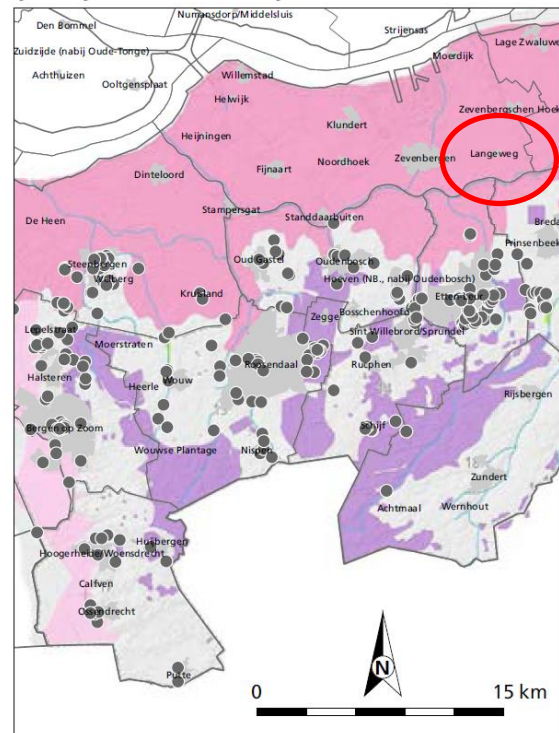 Numansdorp/Middelsluis
Den Bommel
Strijensas
Lage Zwaluwe
Zuidzijde (nabij Oude-Tonge)
Moerdijk
Achthuizen
Ooltgensplaat
Willemstad
Helwijk
Zevenbergschen Hoek
Klundert
Heijningen
Langeweg
Noordhoek
Zevenbergen
Fijnaart
Dinteloord
Stampersgat
Standdaarbuiten
De Heen
Breda
Prinsenbeek
Oud Gastel
Oudenbosch
Steenbergen
Hoeven (NB., nabij Oudenbosch)
Welberg
Etten-Leur
Kruisland
Bosschenhoofd
Zegge
Lepelstraat
Sint Willebrord/Sprundel
Moerstraten
Roosendaal
Rucphen
Halsteren
Heerle
Wouw
Rijsbergen
Bergen op Zoom
Schijf
Wouwse Plantage
Nispen
Zundert
Achtmaal
Wernhout
Huijbergen
Hoogerheide/Woensdrecht
Calfven
Ossendrecht
N
Putte
0
15 km